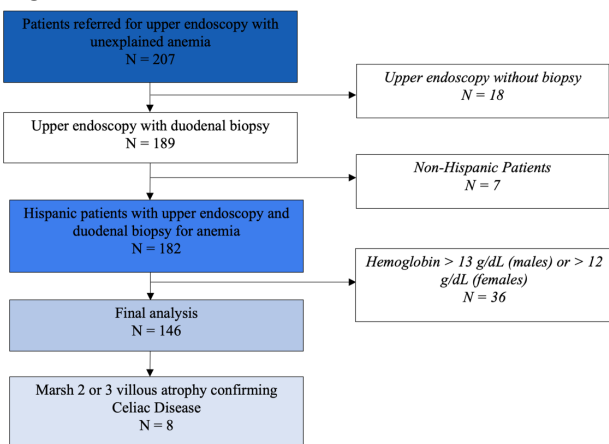 Patients referred for upper endoscopy with
unexplained anemia
N = 207
Upper endoscopy without biopsy
N = 18
Upper endoscopy with duodenal biopsy
N = 189
Non-Hispanic Patients
N = 7
Hispanic patients with upper endoscopy and
duodenal biopsy for anemia
N = 182
Hemoglobin > 13 g/dL (males) or > 12
g/dL (females)
N = 36
Final analysis
N = 146
Marsh 2 or 3 villous atrophy confirming
Celiac Disease
N = 8